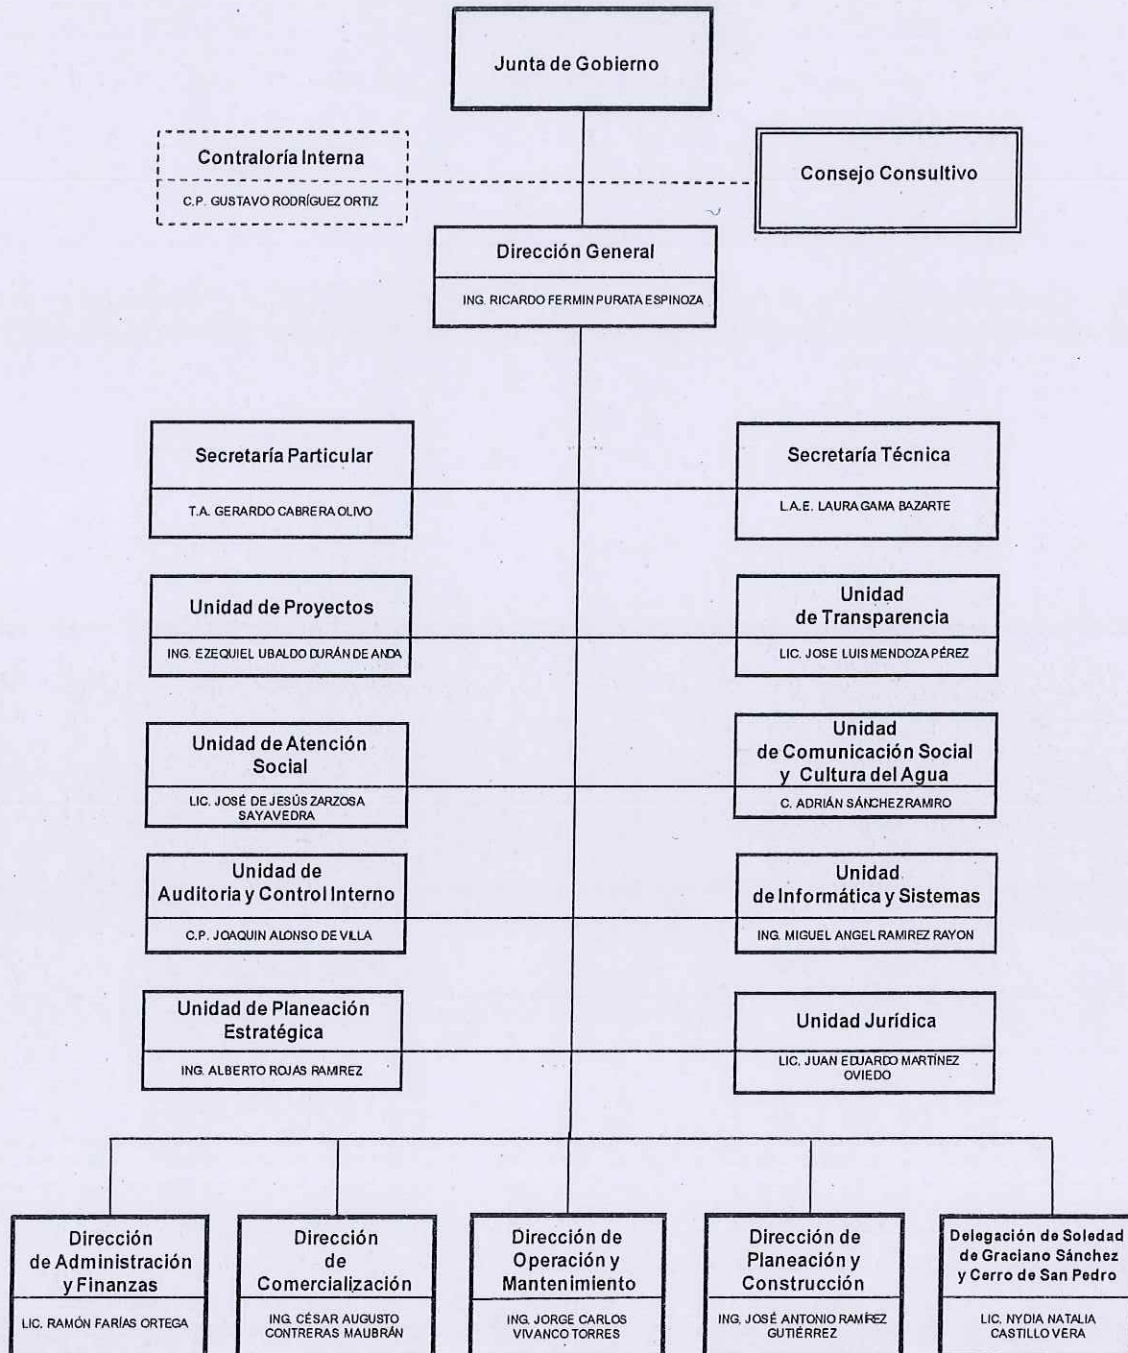 Junta de Gobierno
Contraloría Interna
C.P. GUSTAVO RODRÍGUEZ ORTIZ
Consejo Consultivo
Dirección General
ING. RICARDO FERMIN PURATA ESPINOZA
Secretaría Particular
T.A. GERARDO CABRERA OLIVO
Secretaría Técnica
L.A.E. LAURA GAMA BAZARTE
Unidad de Proyectos
ING. EZEQUIEL UBALDO DURÁN DE ANDA
Unidad
de Transparencia
LIC. JOSE LUIS MENDOZA PÉREZ
Unidad de Atención
Social
LIC. JOSÉ DE JESÚS ZARZOSA
SAYAVEDRA
Unidad
de Comunicación Social
y Cultura del Agua
C. ADRIÁN SÁNCHEZ RAMIRO
Unidad de
Auditoria y Control Interno
C.P. JOAQUIN ALONSO DE VILLA
Unidad
de Informática y Sistemas
ING. MIGUEL ANGEL RAMIREZ RAYON
Unidad de Planeación
Estratégica
ING. ALBERTO ROJAS RAMIREZ
Unidad Jurídica
LIC. JUAN EDUARDO MARTÍNEZ
OVIEDO
Dirección
de Administración
y Finanzas
LIC. RAMÓN FARÍAS ORTEGA
Dirección
de
Comercialización
ING. CÉSAR AUGUSTO
CONTRERAS MAUBRÁN
Dirección de
Operación y
Mantenimiento
ING. JORGE CARLOS
VIVANCO TORRES
Dirección de
Planeación y
Construcción
ING. JOSÉ ANTONIO RAMÍREZ
GUTIÉRREZ
Delegación de Soledad
de Graciano Sánchez
y Cerro de San Pedro
LIC. NYDIA NATALIA
CASTILLO VERA